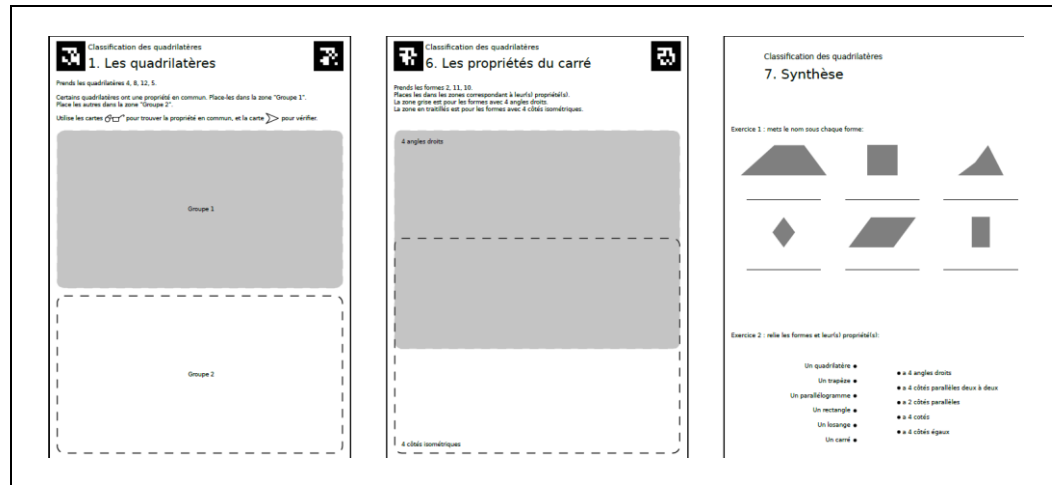 Classification des quadrilatères
1. Les quadrilatères
Prends les quadrilatères 4, 8, 12, 5.
Certains quadrilatères ont une propriété en commun. Place-les dans la zone "Groupe 1".
Place les autres dans la zone "Groupe 2".
Utilise les cartes pour trouver la propriété en commun, et la carte pour vérifier.
Groupe 1
Groupe 2
Classification des quadrilatères
6. Les propriétés du carré
Prends les formes 2, 11, 10.
Places les dans les zones correspondant à leur(s) propriété(s).
La zone grise est pour les formes avec 4 angles droits.
La zone en traitillés est pour les formes avec 4 côtés isométriques.
4 angles droits
4 côtés isométriques
Classification des quadrilatères
7. Synthèse
Exercice 1 : mets le nom sous chaque forme:
Exercice 2 : relie les formes et leur(s) propriété(s):
Un quadrilatère
Un trapèze
Un parallélogramme
Un rectangle
Un losange
Un carré
a 4 angles droits
a 4 côtés parallèles deux à deux
a 2 côtés parallèles
a 4 cotés
a 4 côtés égaux